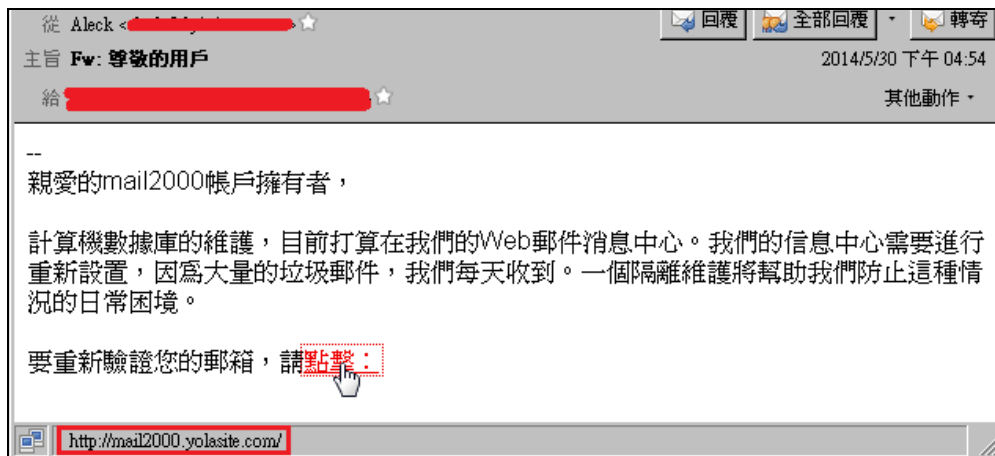 從 Aleck <
回覆 全部回覆 轉寄
主旨 Fw: 尊敬的用戶
2014/5/30 下午 04:54
給
其他動作
--
親愛的mail2000帳戶擁有者，
計算機數據庫的維護，目前打算在我們的Web郵件消息中心。我們的信息中心需要進行
重新設置，因為大量的垃圾郵件，我們每天收到。一個隔離維護將幫助我們防止這種情
況的日常困境。
要重新驗證您的郵箱，請點擊：
http://mail2000.yolasite.com/